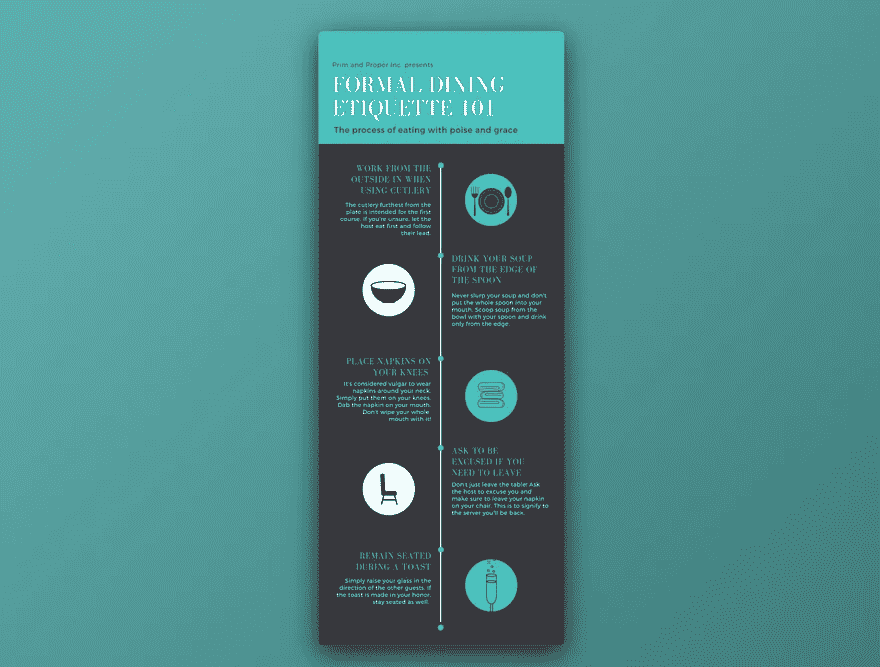 Prim and Proper Inc. presents
FORMAL DINING
ETIQUETTE 101
The process of eating with poise and grace
WORK FROM THE
OUTSIDE IN WHEN
USING CUTLERY
The cutlery furthest from the
plate is intended for the first
course. If you're unsure, let the
host eat first and follow
their lead.
DRINK YOUR SOUP
FROM THE EDGE OF
THE SPOON
Never slurp your soup and don't
put the whole spoon into your
mouth. Scoop soup from the
bowl with your spoon and drink
only from the edge.
PLACE NAPKINS ON
YOUR KNEES
It's considered vulgar to wear
napkins around your neck.
Simply put them on your knees.
Dab the napkin on your mouth.
Don't wipe your whole
mouth with it!
ASK TO BE
EXCUSED IF YOU
NEED TO LEAVE
Don't just leave the table! Ask
the host to excuse you and
make sure to leave your napkin
on your chair. This is to signify to
the server you'll be back.
REMAIN SEATED
DURING A TOAST
Simply raise your glass in the
direction of the other guests. If
the toast is made in your honor,
stay seated as well.